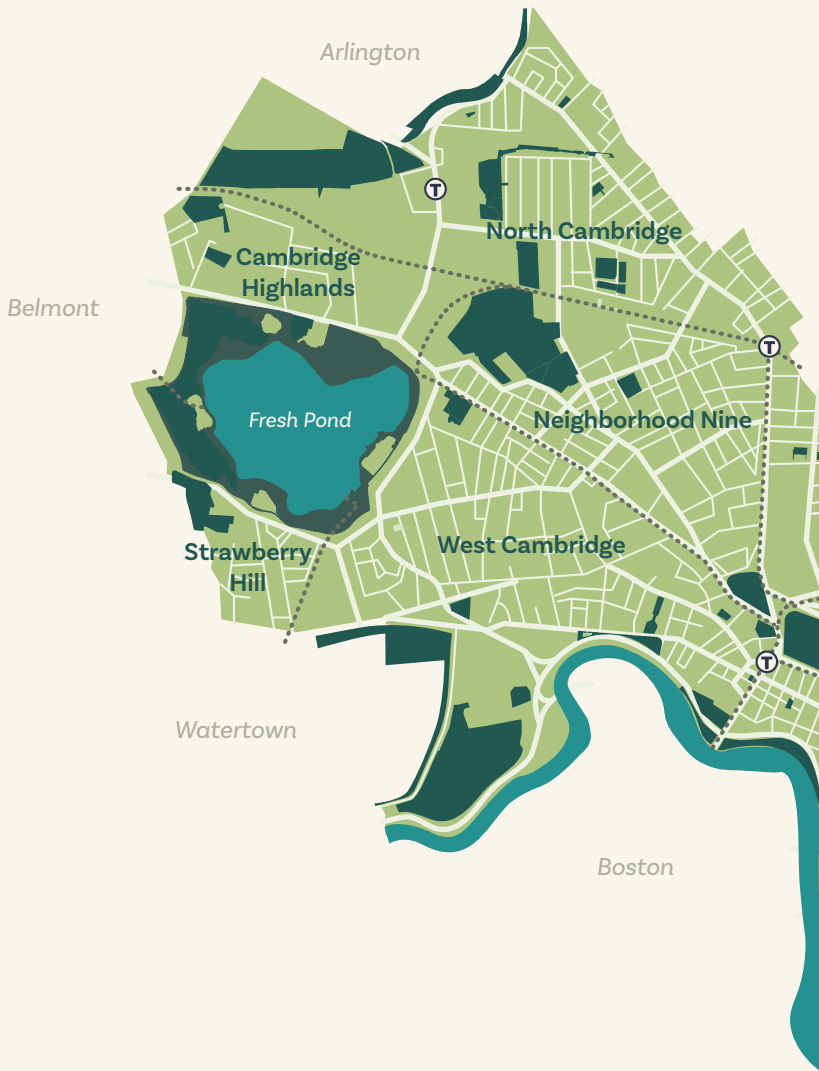 Arlington
T
North Cambridge
Cambridge
Highlands
Belmont
T
Fresh Pond
Neighborhood Nine
West Cambridge
Strawberry
Hill
T
Watertown
Boston